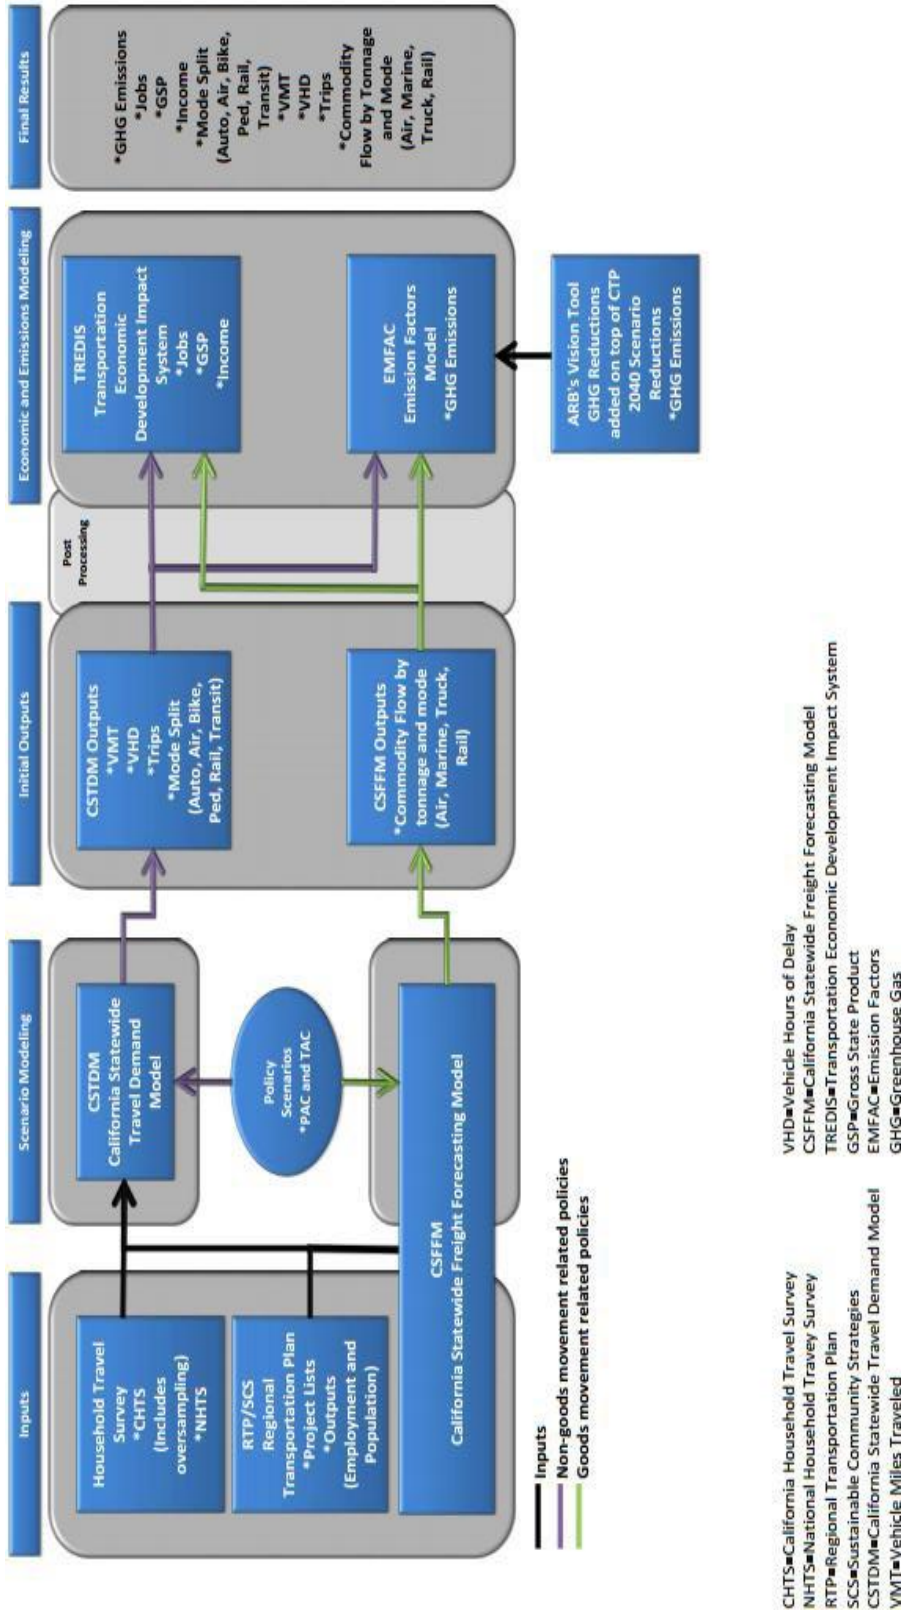 Inputs
Scenario Modeling
Initial Outputs
Economic and Emissions Modeling
Final Results
Household Travel
Survey
*CHTS
(Includes
oversampling)
*NHTS
RTP/SCS
Regional
Transportation Plan
*Project Lists
*Outputs
(Employment and
Population)
CSTDM
California Statewide
Travel Demand
Model
Policy
Scenarios
*PAC and TAC
CSFFM
California Statewide Freight Forecasting Model
CSTDM Outputs
*VMT
*VHD
*Trips
*Mode Split
(Auto, Air, Bike,
Ped, Rail, Transit)
CSFFM Outputs
*Commodity Flow by
tonnage and mode
(Air, Marine, Truck,
Rail)
Post
Processing
TREDIS
Transportation
Economic
Development Impact
System
*Jobs
*GSP
*Income
EMFAC
Emission Factors
Model
*GHG Emissions
ARB's Vision Tool
GHG Reductions
added on top of CTP
2040 Scenario
Reductions
*GHG Emissions
*GHG Emissions
*Jobs
*GSP
*Income
*Mode Split
(Auto, Air, Bike,
Ped, Rail,
Transit)
*VMT
*VHD
*Trips
*Commodity
Flow by Tonnage
and Mode
(Air, Marine,
Truck, Rail)
Inputs
Non-goods movement related policies
Goods movement related policies
CHTS=California Household Travel Survey
NHTS=National Household Travey Survey
RTP=Regional Transportation Plan
SCS=Sustainable Community Strategies
CSTDM=California Statewide Travel Demand Model
VMT=Vehicle Miles Traveled
VHD=Vehicle Hours of Delay
CSFFM=California Statewide Freight Forecasting Model
TREDIS=Transportation Economic Development Impact System
GSP=Gross State Product
EMFAC=Emission Factors
GHG=Greenhouse Gas